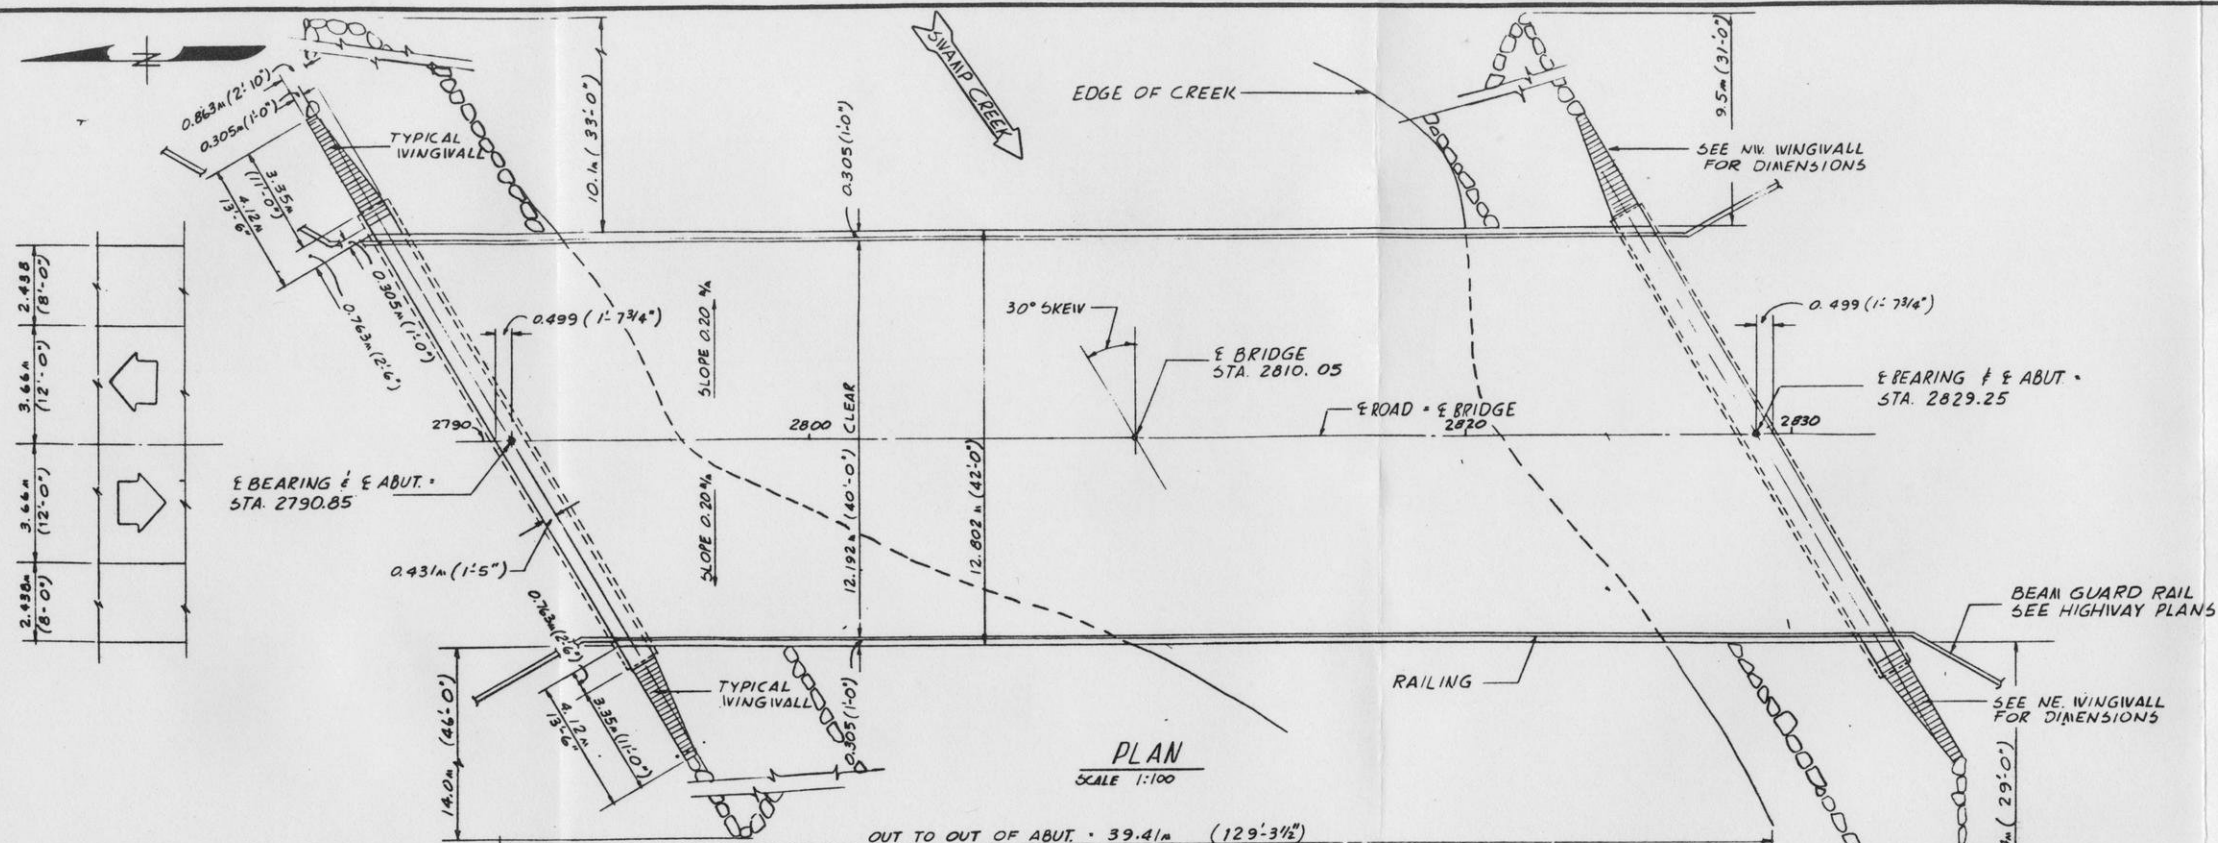 N
SWAMP CREEK
EDGE OF CREEK
9.5m (31'-0")
10.1m (33'-0")
0.863m (2'-10")
0.305m (1'-0")
TYPICAL
WINGWALL
0.305 (1'-0")
SEE NW. WINGWALL
FOR DIMENSIONS
3.35m
(11'-0")
4.12m
13'-6"
0.305m (1'-0")
0.763m (2'-6")
2.438
(8'-0")
3.66m
(12'-0")
3.66m
(12'-0")
2.438m
(8'-0")
0.499 (1'-7 3/4")
SLOPE 0.20 %
30° SKEW
℄ BRIDGE
STA. 2810.05
0.499 (1'-7 3/4")
℄ BEARING & ℄ ABUT. =
STA. 2829.25
℄ ROAD = ℄ BRIDGE
2790
2800
2820
2830
12.192m (40'-0") CLEAR
12.802m (42'-0")
℄ BEARING & ℄ ABUT. =
STA. 2790.85
SLOPE 0.20 %
0.431m (1'-5")
BEAM GUARD RAIL
SEE HIGHWAY PLANS
0.763m (2'-6")
3.35m (11'-0")
4.12m
13'-6"
TYPICAL
WINGWALL
0.305 (1'-0")
RAILING
SEE NE. WINGWALL
FOR DIMENSIONS
14.0m (46'-0")
(29'-0")
PLAN
SCALE 1:100
OUT TO OUT OF ABUT. = 39.41m (129'-3 1/2")